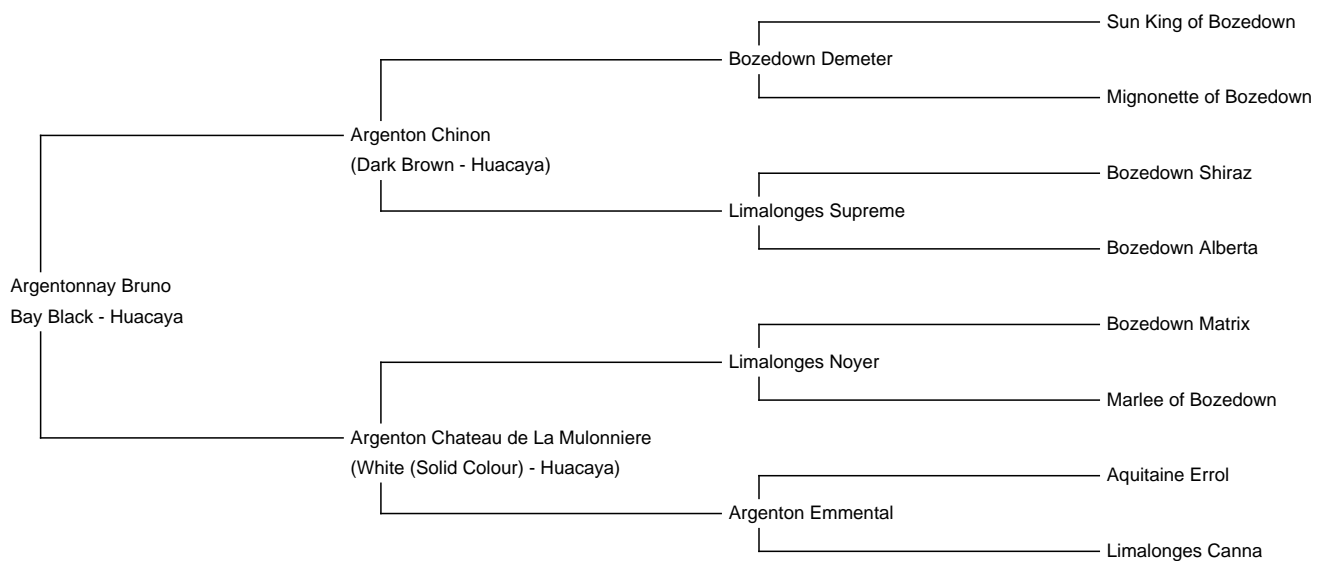 Sun King of Bozedown
Bozedown Demeter
Mignonette of Bozedown
Argenton Chinon
(Dark Brown - Huacaya)
Bozedown Shiraz
Limalonges Supreme
Bozedown Alberta
Argentonnay Bruno
Bay Black - Huacaya
Bozedown Matrix
Limalonges Noyer
Marlee of Bozedown
Argenton Chateau de La Mulonniere
(White (Solid Colour) - Huacaya)
Aquitaine Errol
Argenton Emmental
Limalonges Canna